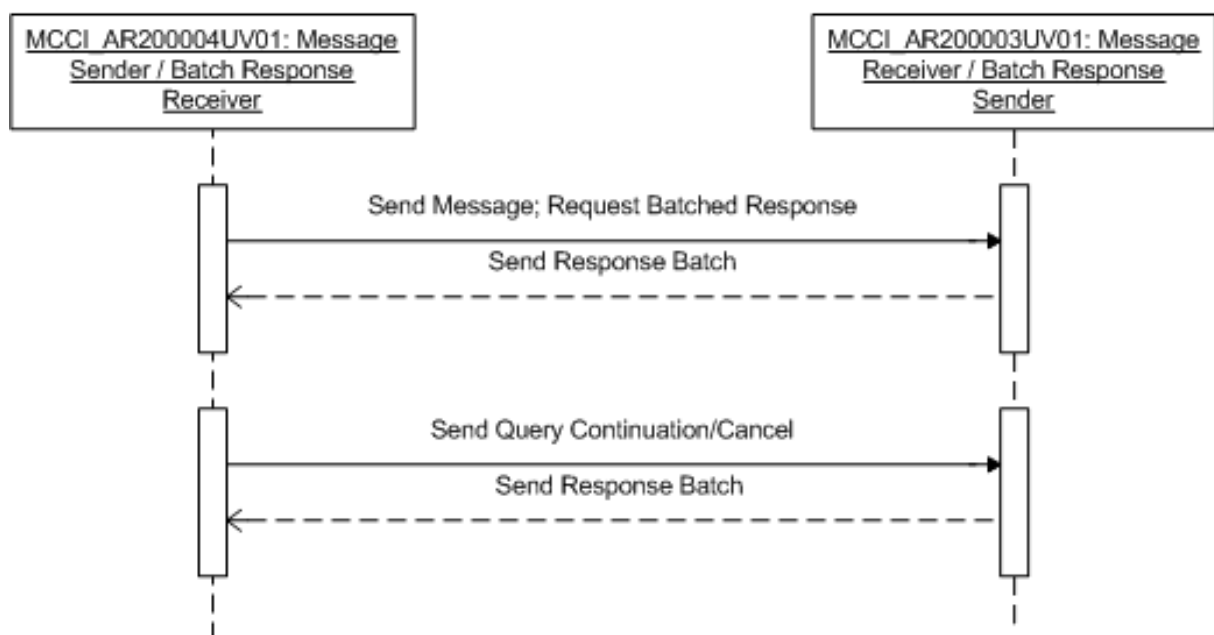 MCCI_AR200004UV01: Message
Sender / Batch Response
Receiver
MCCI_AR200003UV01: Message
Receiver / Batch Response
Sender
Send Message; Request Batched Response
Send Response Batch
Send Query Continuation/Cancel
Send Response Batch